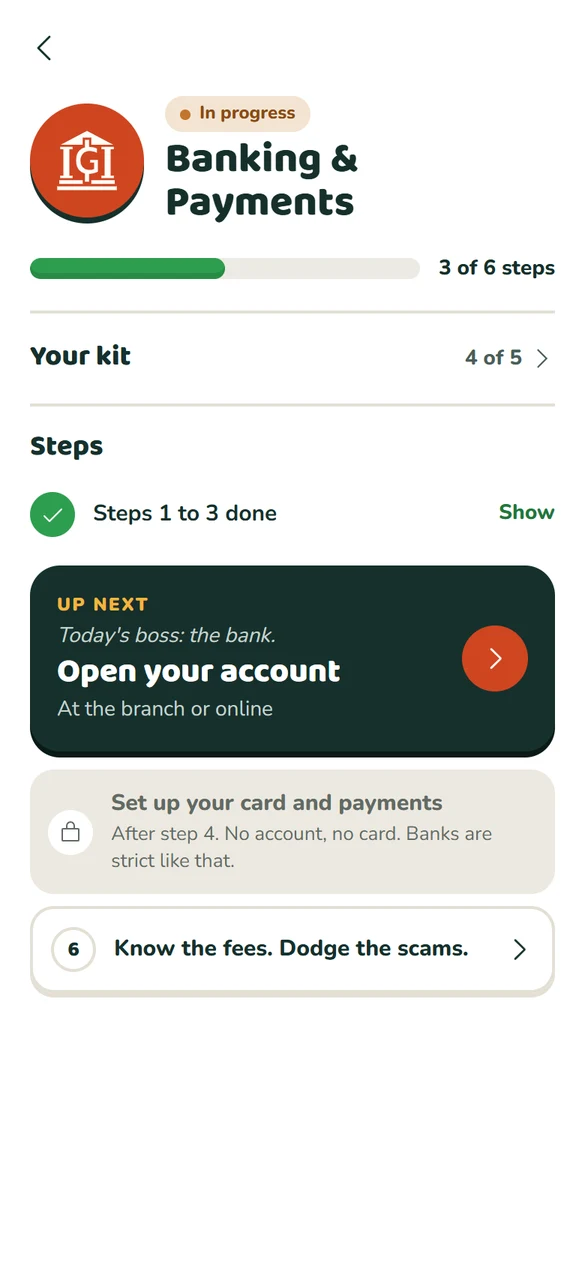 In progress
Banking &
Payments
3 of 6 steps
Your kit
4 of 5
Steps
Steps 1 to 3 done
Show
UP NEXT
Today's boss: the bank.
Open your account
At the branch or online
Set up your card and payments
After step 4. No account, no card. Banks are
strict like that.
6
Know the fees. Dodge the scams.